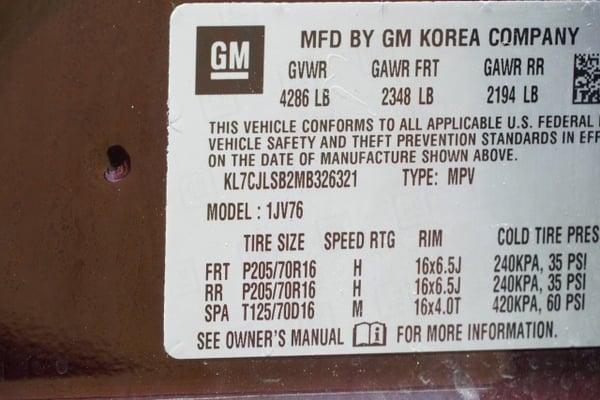 GM
MFD BY GM KOREA COMPANY
GVWR GAWR FRT GAWR RR
4286 LB 2348 LB 2194 LB
THIS VEHICLE CONFORMS TO ALL APPLICABLE U.S. FEDERAL
VEHICLE SAFETY AND THEFT PREVENTION STANDARDS IN EFF
ON THE DATE OF MANUFACTURE SHOWN ABOVE.
KL7CJLSB2MB326321 TYPE: MPV
MODEL : 1JV76
TIRE SIZE SPEED RTG RIM COLD TIRE PRES
FRT P205/70R16 H 16x6.5J 240KPA, 35 PSI
RR P205/70R16 H 16x6.5J 240KPA, 35 PSI
SPA T125/70D16 M 16x4.0T 420KPA, 60 PSI
SEE OWNER'S MANUAL FOR MORE INFORMATION.